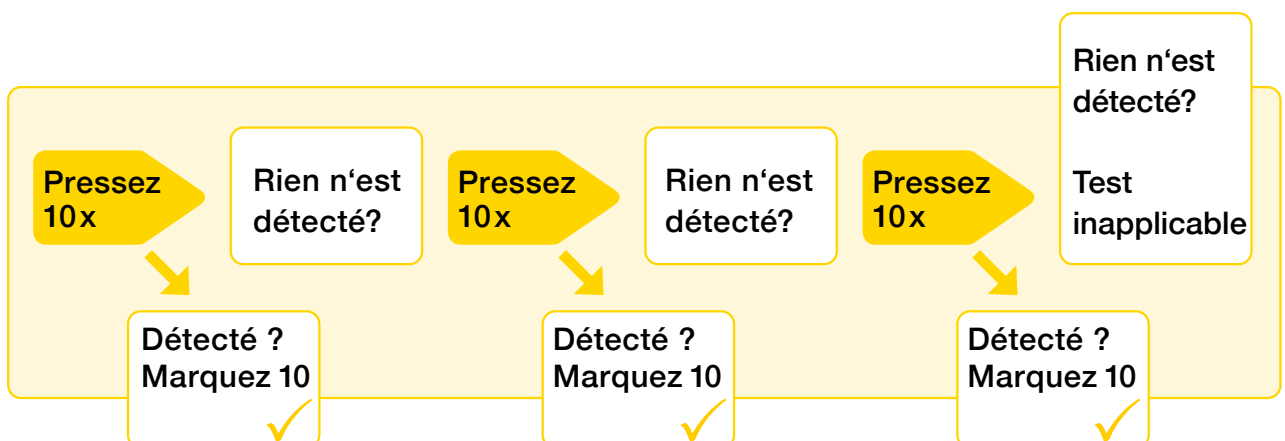 Pressez
10x
Rien n‘est
détecté?
Pressez
10x
Rien n‘est
détecté?
Pressez
10x
Rien n‘est
détecté?
Test
inapplicable
Détecté ?
Marquez 10
Détecté ?
Marquez 10
Détecté ?
Marquez 10